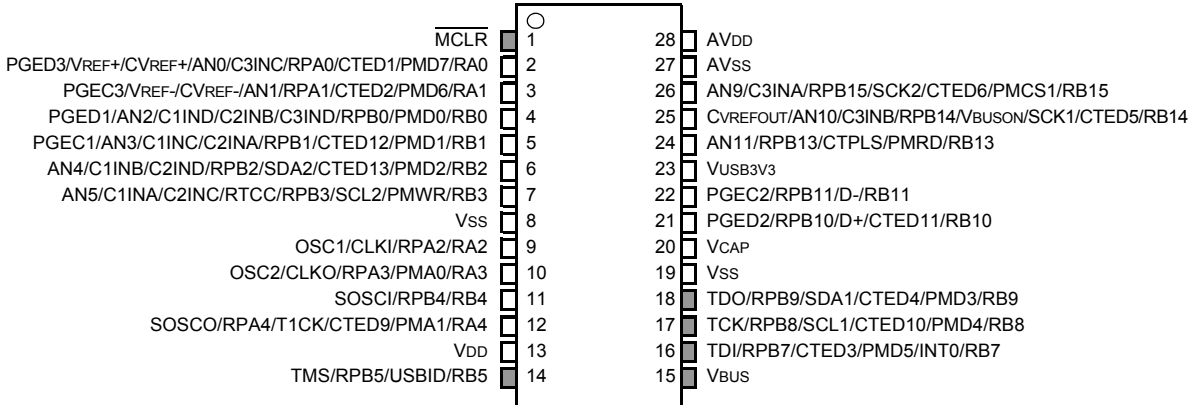 MCLR 1 28 AVDD
PGED3/VREF+/CVREF+/AN0/C3INC/RPA0/CTED1/PMD7/RA0 2 27 AVSS
PGEC3/VREF-/CVREF-/AN1/RPA1/CTED2/PMD6/RA1 3 26 AN9/C3INA/RPB15/SCK2/CTED6/PMCS1/RB15
PGED1/AN2/C1IND/C2INB/C3IND/RPB0/PMD0/RB0 4 25 CVREFOUT/AN10/C3INB/RPB14/VBUSON/SCK1/CTED5/RB14
PGEC1/AN3/C1INC/C2INA/RPB1/CTED12/PMD1/RB1 5 24 AN11/RPB13/CTPLS/PMRD/RB13
AN4/C1INB/C2IND/RPB2/SDA2/CTED13/PMD2/RB2 6 23 VUSB3V3
AN5/C1INA/C2INC/RTCC/RPB3/SCL2/PMWR/RB3 7 22 PGEC2/RPB11/D-/RB11
VSS 8 21 PGED2/RPB10/D+/CTED11/RB10
OSC1/CLKI/RPA2/RA2 9 20 VCAP
OSC2/CLKO/RPA3/PMA0/RA3 10 19 VSS
SOSCI/RPB4/RB4 11 18 TDO/RPB9/SDA1/CTED4/PMD3/RB9
SOSCO/RPA4/T1CK/CTED9/PMA1/RA4 12 17 TCK/RPB8/SCL1/CTED10/PMD4/RB8
VDD 13 16 TDI/RPB7/CTED3/PMD5/INT0/RB7
TMS/RPB5/USBID/RB5 14 15 VBUS